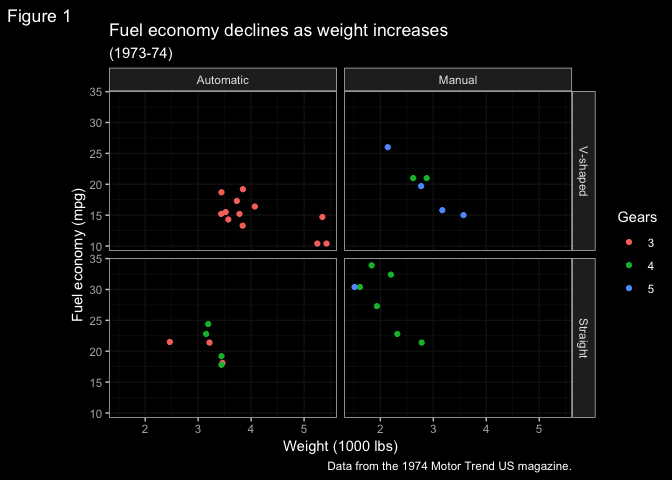 Figure 1
Fuel economy declines as weight increases
(1973-74)
Automatic
Manual
35
30
25
20
15
10
V-shaped
35
30
25
20
15
10
Straight
Fuel economy (mpg)
2
3
4
5
2
3
4
5
Weight (1000 lbs)
Gears
3
4
5
Data from the 1974 Motor Trend US magazine.